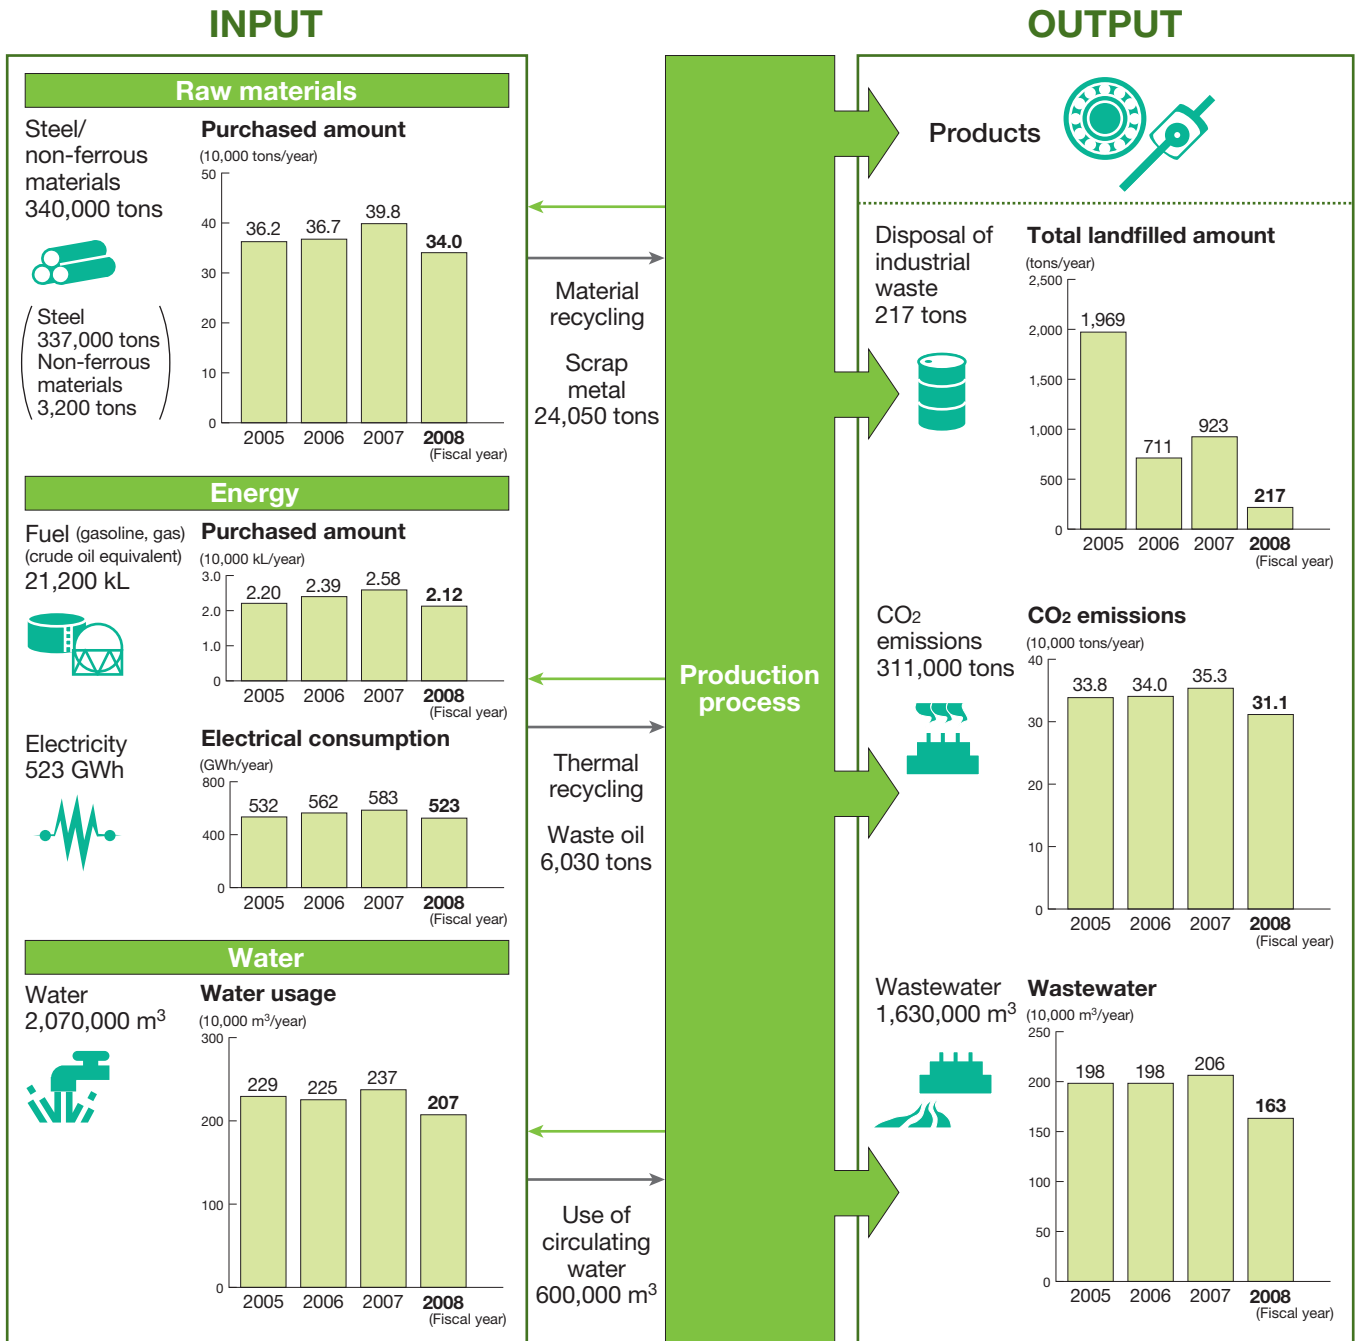 INPUT
Raw materials
Steel/
non-ferrous
materials
340,000 tons
(Steel
337,000 tons
Non-ferrous
materials
3,200 tons)
Purchased amount
(10,000 tons/year)
50
40
30
20
10
0
36.2
36.7
39.8
34.0
2005 2006 2007 2008
(Fiscal year)
Energy
Fuel (gasoline, gas)
(crude oil equivalent)
21,200 kL
Purchased amount
(10,000 kL/year)
3.0
2.0
1.0
0
2.20
2.39
2.58
2.12
2005 2006 2007 2008
(Fiscal year)
Electricity
523 GWh
Electrical consumption
(GWh/year)
800
400
0
532
562
583
523
2005 2006 2007 2008
(Fiscal year)
Water
Water
2,070,000 m³
Water usage
(10,000 m³/year)
300
200
100
0
229
225
237
207
2005 2006 2007 2008
(Fiscal year)
Material
recycling
Scrap
metal
24,050 tons
Thermal
recycling
Waste oil
6,030 tons
Use of
circulating
water
600,000 m³
Production
process
OUTPUT
Products
Disposal of
industrial
waste
217 tons
Total landfilled amount
(tons/year)
2,500
2,000
1,500
1,000
500
0
1,969
711
923
217
2005 2006 2007 2008
(Fiscal year)
CO₂
emissions
311,000 tons
CO₂ emissions
(10,000 tons/year)
40
30
20
10
0
33.8
34.0
35.3
31.1
2005 2006 2007 2008
(Fiscal year)
Wastewater
1,630,000 m³
Wastewater
(10,000 m³/year)
250
200
150
100
50
0
198
198
206
163
2005 2006 2007 2008
(Fiscal year)